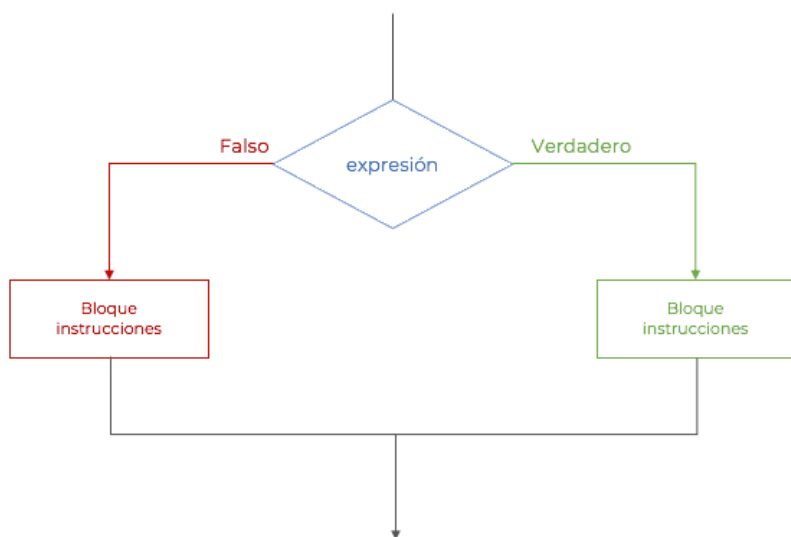 Falso
Verdadero
expresión
Bloque
instrucciones
Bloque
instrucciones